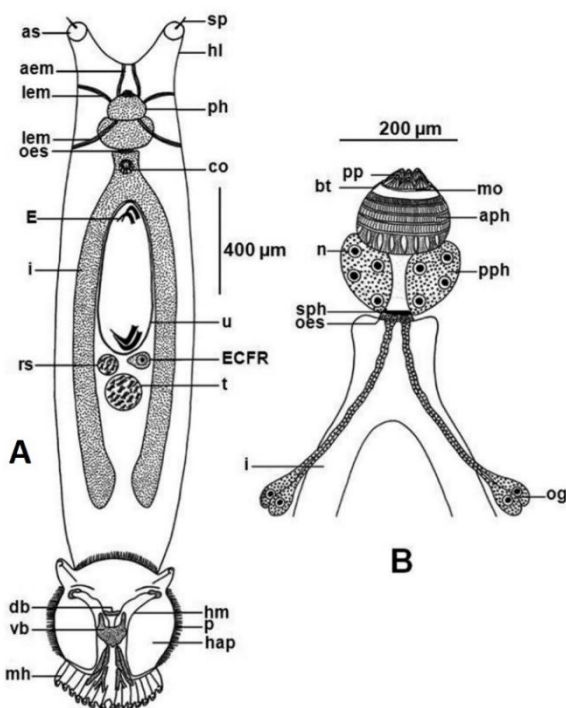 as
sp
hl
aem
lem
ph
lem
oes
co
E
400 µm
i
u
rs
ECFR
t
A
db
hm
vb
p
hap
mh
200 µm
pp
bt
mo
aph
n
pph
sph
oes
i
og
B